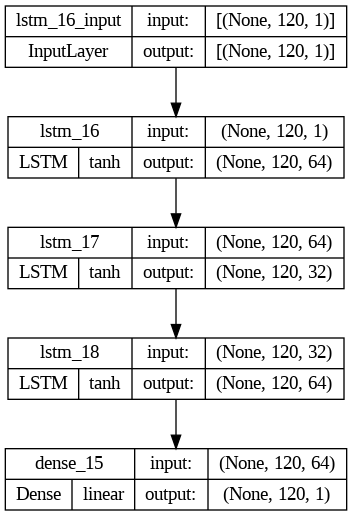 lstm_16_input input: [(None, 120, 1)]
InputLayer output: [(None, 120, 1)]
lstm_16 input: (None, 120, 1)
LSTM tanh output: (None, 120, 64)
lstm_17 input: (None, 120, 64)
LSTM tanh output: (None, 120, 32)
lstm_18 input: (None, 120, 32)
LSTM tanh output: (None, 120, 64)
dense_15 input: (None, 120, 64)
Dense linear output: (None, 120, 1)